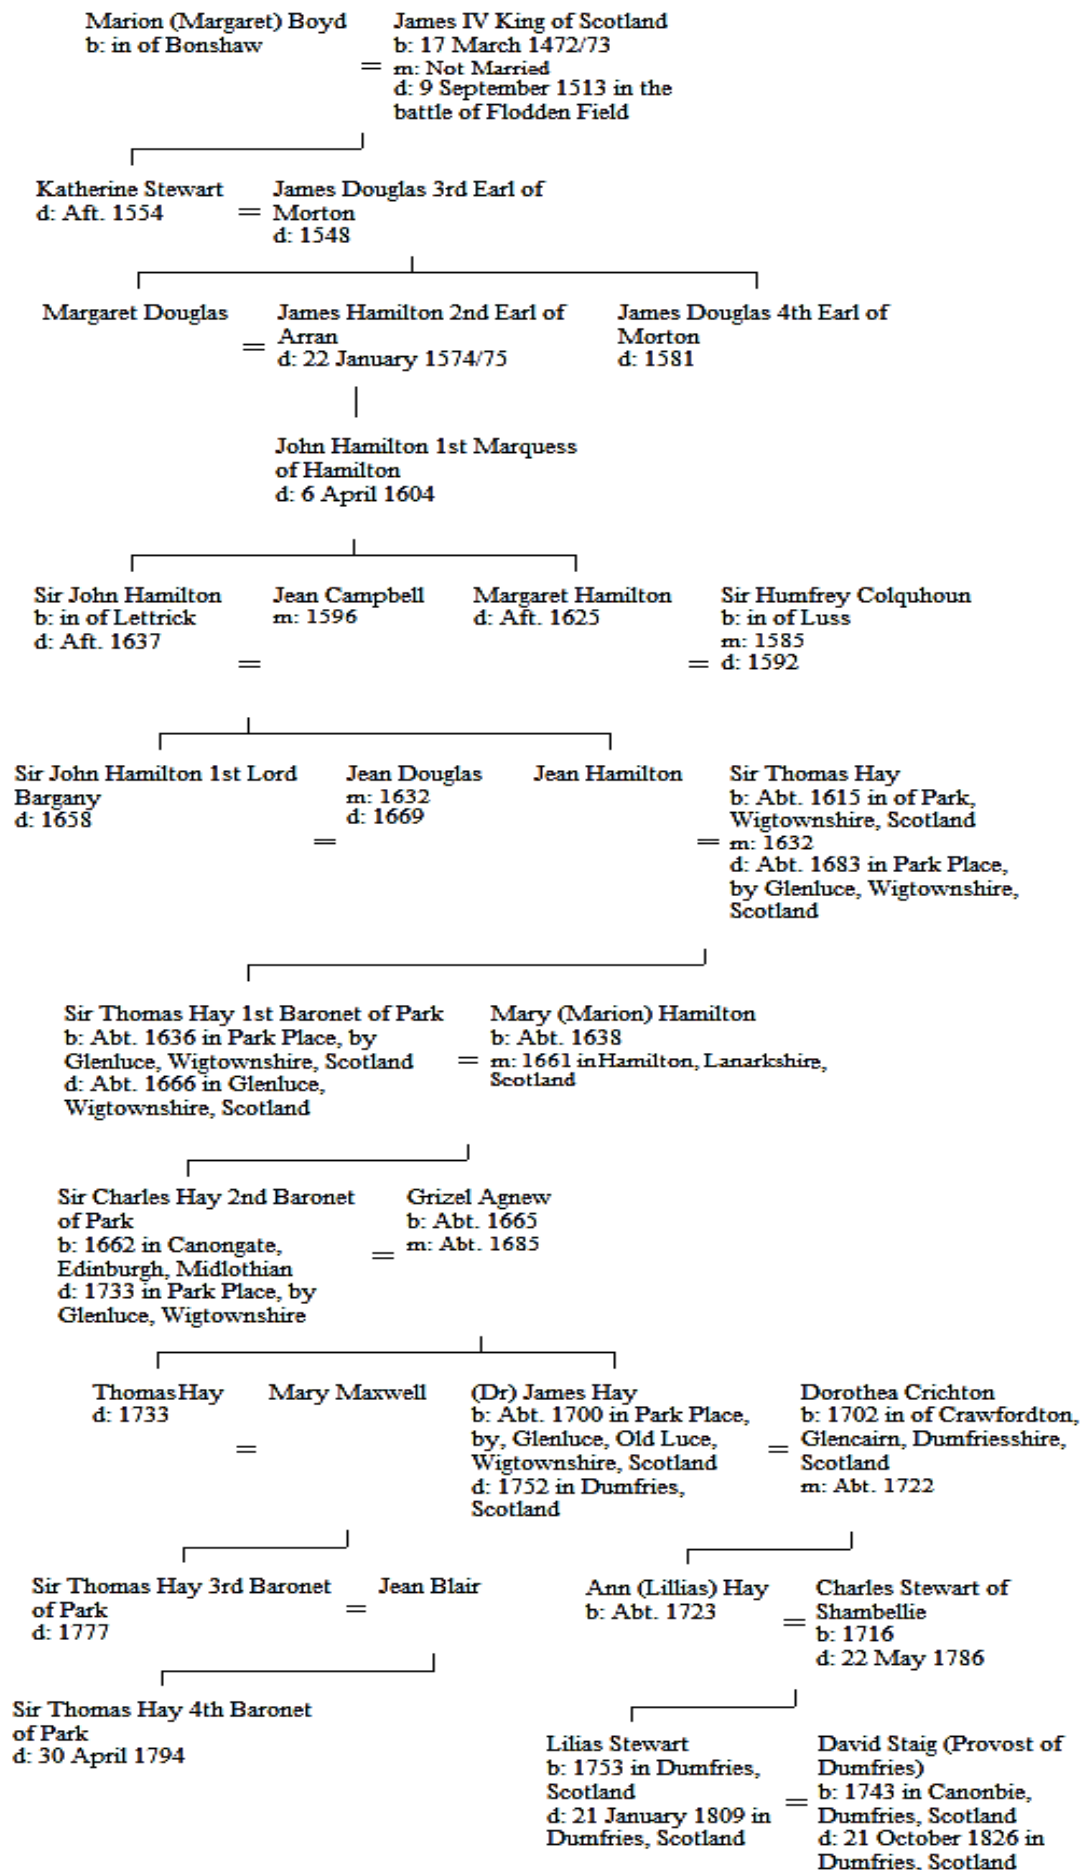 Marion (Margaret) Boyd
b: in of Bonshaw
=
James IV King of Scotland
b: 17 March 1472/73
m: Not Married
d: 9 September 1513 in the
battle of Flodden Field
Katherine Stewart
d: Aft. 1554
=
James Douglas 3rd Earl of
Morton
d: 1548
Margaret Douglas
=
James Hamilton 2nd Earl of
Arran
d: 22 January 1574/75
James Douglas 4th Earl of
Morton
d: 1581
John Hamilton 1st Marquess
of Hamilton
d: 6 April 1604
Sir John Hamilton
b: in of Lettrick
d: Aft. 1637
=
Jean Campbell
m: 1596
Margaret Hamilton
d: Aft. 1625
=
Sir Humfrey Colquhoun
b: in of Luss
m: 1585
d: 1592
Sir John Hamilton 1st Lord
Bargany
d: 1658
=
Jean Douglas
m: 1632
d: 1669
Jean Hamilton
=
Sir Thomas Hay
b: Abt. 1615 in of Park,
Wigtownshire, Scotland
m: 1632
d: Abt. 1683 in Park Place,
by Glenluce, Wigtownshire,
Scotland
Sir Thomas Hay 1st Baronet of Park
b: Abt. 1636 in Park Place, by
Glenluce, Wigtownshire, Scotland
d: Abt. 1666 in Glenluce,
Wigtownshire, Scotland
=
Mary (Marion) Hamilton
b: Abt. 1638
m: 1661 in Hamilton, Lanarkshire,
Scotland
Sir Charles Hay 2nd Baronet
of Park
b: 1662 in Canongate,
Edinburgh, Midlothian
d: 1733 in Park Place, by
Glenluce, Wigtownshire
=
Grizel Agnew
b: Abt. 1665
m: Abt. 1685
Thomas Hay
d: 1733
=
Mary Maxwell
(Dr) James Hay
b: Abt. 1700 in Park Place,
by, Glenluce, Old Luce,
Wigtownshire, Scotland
d: 1752 in Dumfries,
Scotland
=
Dorothea Crichton
b: 1702 in of Crawfordton,
Glencairn, Dumfriesshire,
Scotland
m: Abt. 1722
Sir Thomas Hay 3rd Baronet
of Park
d: 1777
=
Jean Blair
Ann (Lillias) Hay
b: Abt. 1723
=
Charles Stewart of
Shambellie
b: 1716
d: 22 May 1786
Sir Thomas Hay 4th Baronet
of Park
d: 30 April 1794
Lilias Stewart
b: 1753 in Dumfries,
Scotland
d: 21 January 1809 in
Dumfries, Scotland
=
David Staig (Provost of
Dumfries)
b: 1743 in Canonbie,
Dumfries, Scotland
d: 21 October 1826 in
Dumfries, Scotland